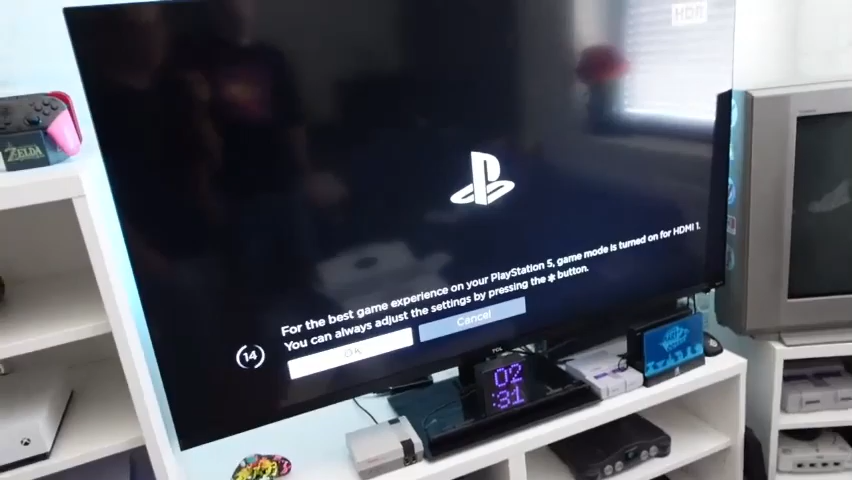 HDR
ZELDA
For the best game experience on your PlayStation 5, game mode is turned on for HDMI 1.
You can always adjust the settings by pressing the ✱ button.
14
OK
Cancel
TCL
02
:31